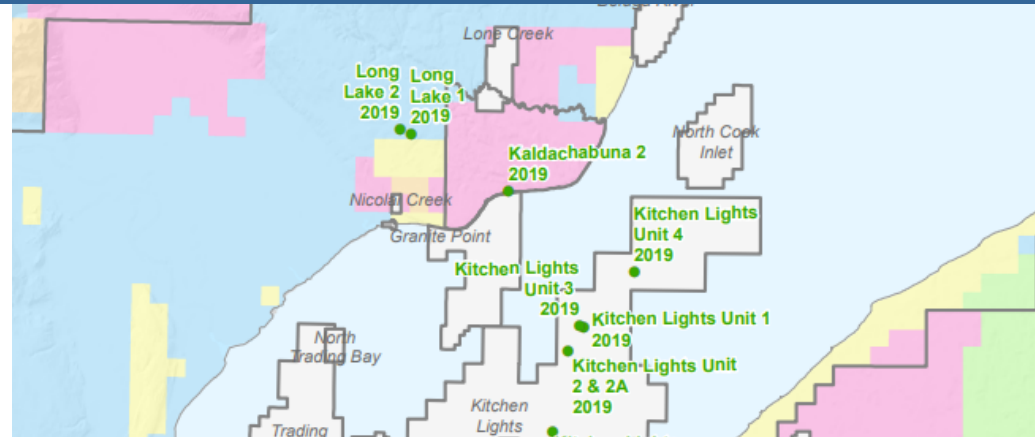 Lone Creek
Long
Lake 2
2019
Long
Lake 1
2019
North Cook
Inlet
Kaldachabuna 2
2019
Nicolai Creek
Granite Point
Kitchen Lights
Unit 4
2019
Kitchen Lights
Unit 3
2019
Kitchen Lights Unit 1
2019
North
Trading Bay
Kitchen Lights Unit
2 & 2A
2019
Kitchen
Lights
Trading